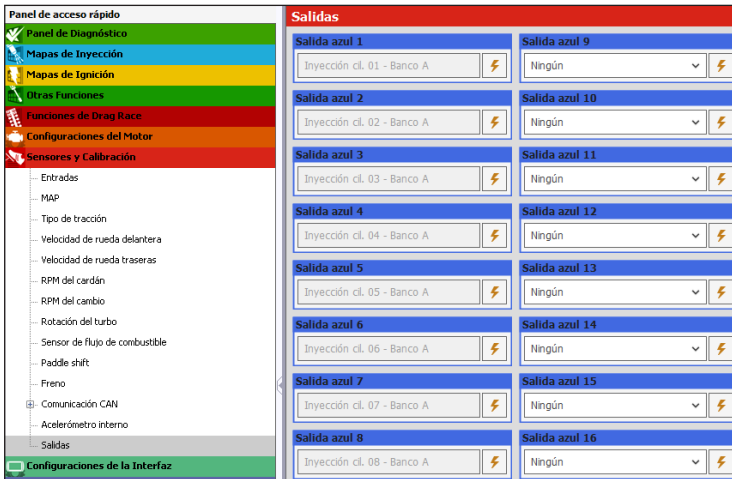 Panel de acceso rápido
Panel de Diagnóstico
Mapas de Inyección
Mapas de Ignición
Otras Funciones
Funciones de Drag Race
Configuraciones del Motor
Sensores y Calibración
Entradas
MAP
Tipo de tracción
Velocidad de rueda delantera
Velocidad de rueda traseras
RPM del cardán
RPM del cambio
Rotación del turbo
Sensor de flujo de combustible
Paddle shift
Freno
Comunicación CAN
Acelerómetro interno
Salidas
Configuraciones de la Interfaz
Salidas
Salida azul 1
Inyección cil. 01 - Banco A
Salida azul 2
Inyección cil. 02 - Banco A
Salida azul 3
Inyección cil. 03 - Banco A
Salida azul 4
Inyección cil. 04 - Banco A
Salida azul 5
Inyección cil. 05 - Banco A
Salida azul 6
Inyección cil. 06 - Banco A
Salida azul 7
Inyección cil. 07 - Banco A
Salida azul 8
Inyección cil. 08 - Banco A
Salida azul 9
Ningún
Salida azul 10
Ningún
Salida azul 11
Ningún
Salida azul 12
Ningún
Salida azul 13
Ningún
Salida azul 14
Ningún
Salida azul 15
Ningún
Salida azul 16
Ningún